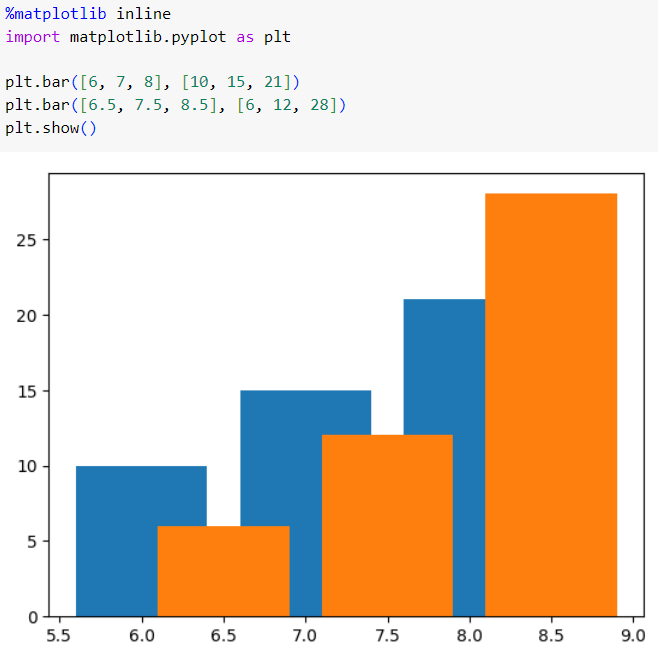 %matplotlib inline
import matplotlib.pyplot as plt
plt.bar([6, 7, 8], [10, 15, 21])
plt.bar([6.5, 7.5, 8.5], [6, 12, 28])
plt.show()
25
20
15
10
5
0
5.5 6.0 6.5 7.0 7.5 8.0 8.5 9.0